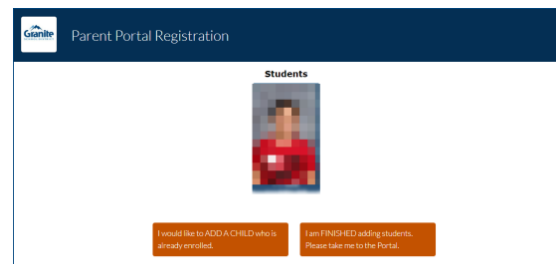 Granite
Parent Portal Registration
Students
I would like to ADD A CHILD who is
already enrolled.
I am FINISHED adding students.
Please take me to the Portal.